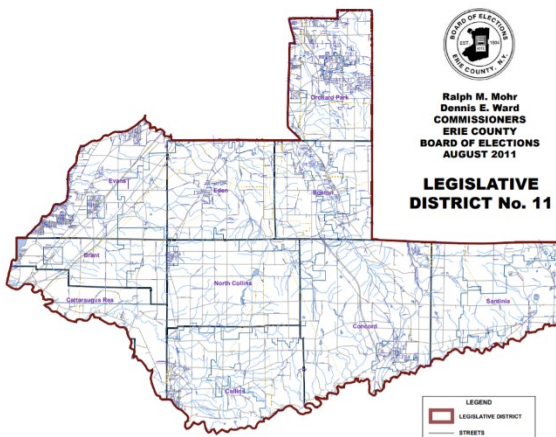 BOARD OF ELECTIONS
EST.
ERIE COUNTY, N.Y.
Ralph M. Mohr
Dennis E. Ward
COMMISSIONERS
ERIE COUNTY
BOARD OF ELECTIONS
AUGUST 2011
LEGISLATIVE
DISTRICT No. 11
Orchard Park
Evans
Eden
Boston
Brant
North Collins
Cattaraugus Res
Concord
Sardinia
Collins
LEGEND
LEGISLATIVE DISTRICT
STREETS